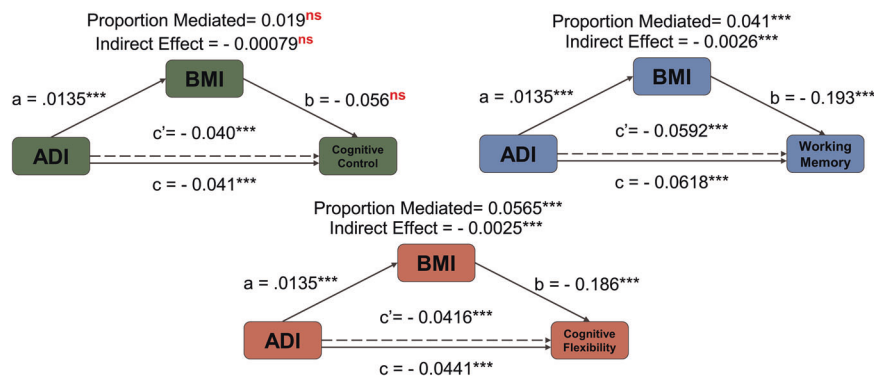 Proportion Mediated= 0.019ns
Indirect Effect = - 0.00079ns
BMI
a = .0135***
b = - 0.056ns
c'= - 0.040***
ADI
Cognitive
Control
c = - 0.041***
Proportion Mediated= 0.041***
Indirect Effect = - 0.0026***
BMI
a = .0135***
b = - 0.193***
c'= - 0.0592***
ADI
Working
Memory
c = - 0.0618***
Proportion Mediated= 0.0565***
Indirect Effect = - 0.0025***
BMI
a = .0135***
b = - 0.186***
c'= - 0.0416***
ADI
Cognitive
Flexibility
c = - 0.0441***